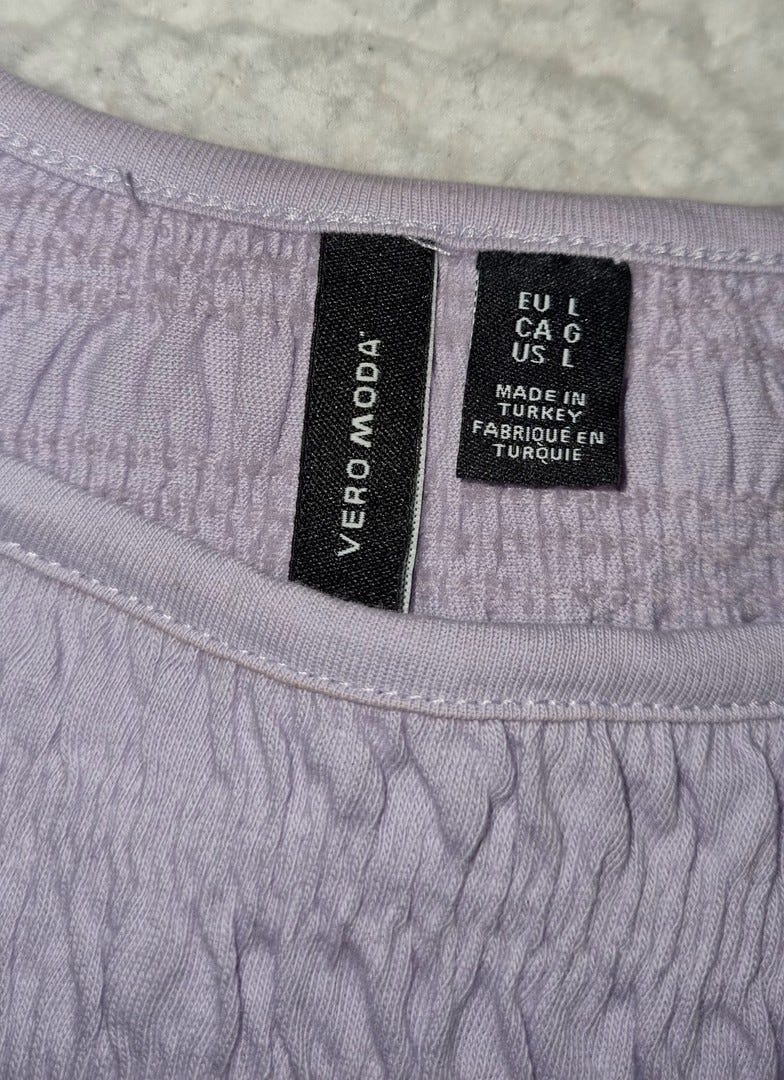 VERO MODA
EU L
CA G
US L
MADE IN
TURKEY
FABRIQUÉ EN
TURQUIE